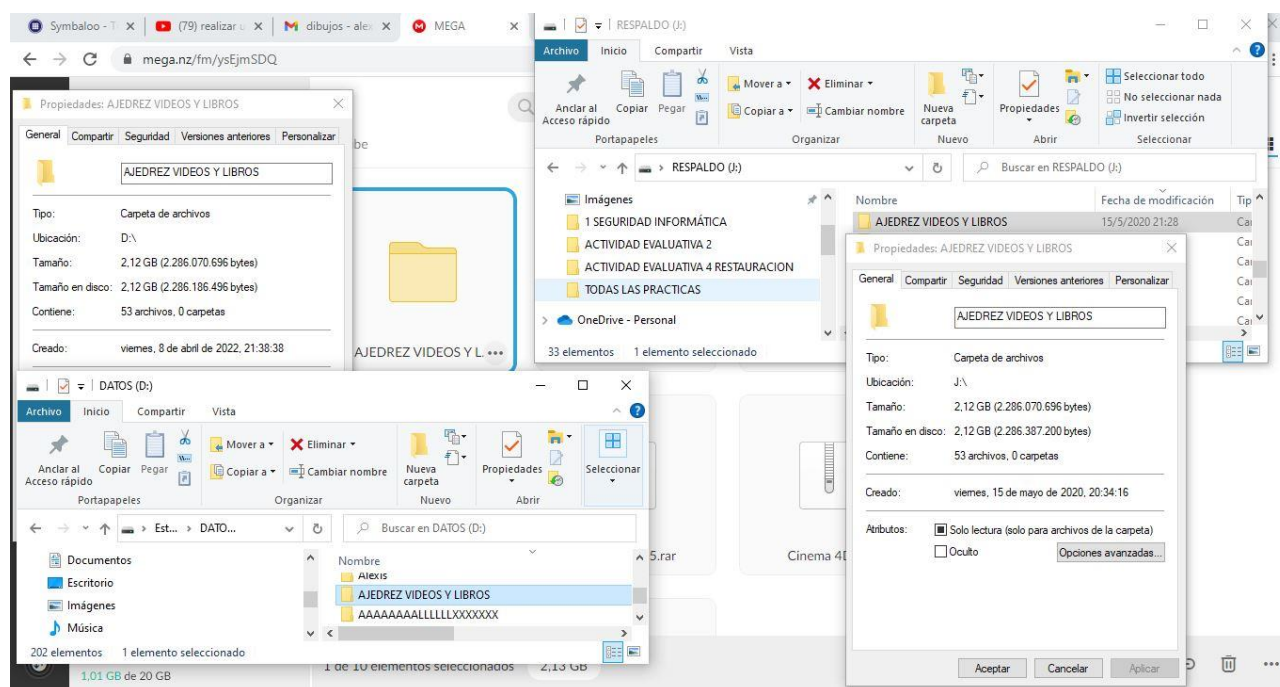 Symbaloo - T
(79) realizar u
dibujos - ale
MEGA
mega.nz/fm/ysEjmSDQ
Propiedades: AJEDREZ VIDEOS Y LIBROS
General Compartir Seguridad Versiones anteriores Personalizar
AJEDREZ VIDEOS Y LIBROS
Tipo: Carpeta de archivos
Ubicación: D:\
Tamaño: 2,12 GB (2.286.070.696 bytes)
Tamaño en disco: 2,12 GB (2.286.186.496 bytes)
Contiene: 53 archivos, 0 carpetas
Creado: viernes, 8 de abril de 2022, 21:38:38
be
AJEDREZ VIDEOS Y L
RESPALDO (J:)
Archivo Inicio Compartir Vista
Anclar al Acceso rápido
Copiar
Pegar
Mover a
Copiar a
Eliminar
Cambiar nombre
Nueva carpeta
Propiedades
Seleccionar todo
No seleccionar nada
Invertir selección
Portapapeles Organizar Nuevo Abrir Seleccionar
RESPALDO (J:)
Buscar en RESPALDO (J:)
Imágenes
1 SEGURIDAD INFORMÁTICA
ACTIVIDAD EVALUATIVA 2
ACTIVIDAD EVALUATIVA 4 RESTAURACION
TODAS LAS PRACTICAS
OneDrive - Personal
Nombre Fecha de modificación Tip
AJEDREZ VIDEOS Y LIBROS 15/5/2020 21:28 Car
33 elementos 1 elemento seleccionado
Propiedades: AJEDREZ VIDEOS Y LIBROS
General Compartir Seguridad Versiones anteriores Personalizar
AJEDREZ VIDEOS Y LIBROS
Tipo: Carpeta de archivos
Ubicación: J:\
Tamaño: 2,12 GB (2.286.070.696 bytes)
Tamaño en disco: 2,12 GB (2.286.387.200 bytes)
Contiene: 53 archivos, 0 carpetas
Creado: viernes, 15 de mayo de 2020, 20:34:16
Atributos: Solo lectura (solo para archivos de la carpeta)
Oculto
Opciones avanzadas...
Aceptar Cancelar Aplicar
DATOS (D:)
Archivo Inicio Compartir Vista
Anclar al Acceso rápido
Copiar
Pegar
Mover a
Copiar a
Eliminar
Cambiar nombre
Nueva carpeta
Propiedades
Seleccionar
Portapapeles Organizar Nuevo Abrir
Est... DATO...
Buscar en DATOS (D:)
Documentos
Escritorio
Imágenes
Música
Nombre
Alexis
AJEDREZ VIDEOS Y LIBROS
AAAAAAAALLLLLLXXXXXXX
202 elementos 1 elemento seleccionado
5.rar
Cinema 4D
1,01 GB de 20 GB
1 de 10 elementos seleccionados
2,13 GB